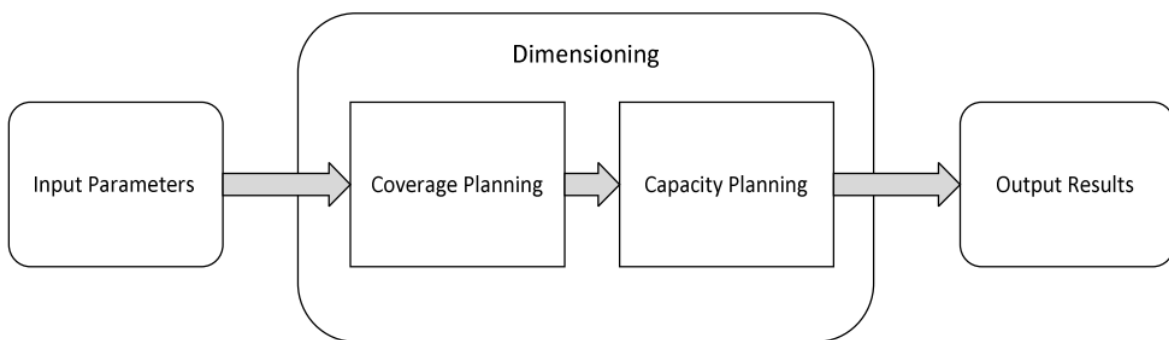 Dimensioning
Input Parameters
Coverage Planning
Capacity Planning
Output Results